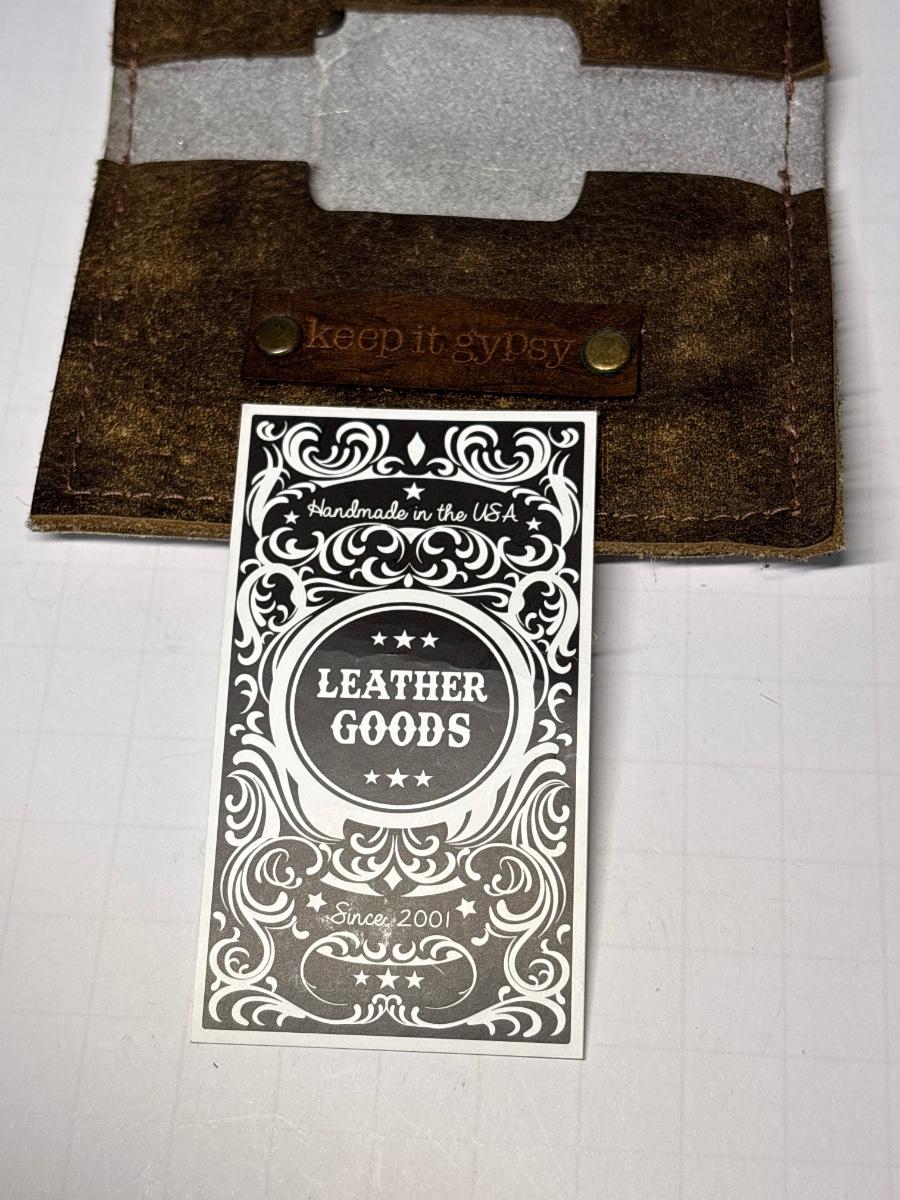 keep it gypsy
Handmade in the USA
LEATHER
GOODS
Since 2001